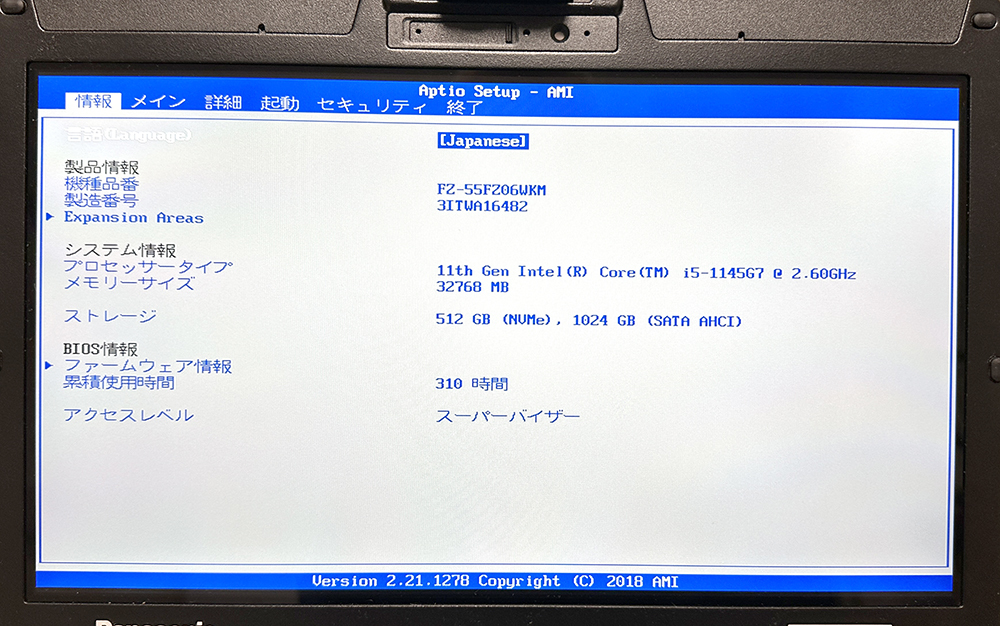 Aptio Setup - AMI
情報 メイン 詳細 起動 セキュリティ 終了
言語(Language) [Japanese]
製品情報
機種品番 FZ-55FZ06WKM
製造番号 3ITWA16482
Expansion Areas
システム情報
プロセッサータイプ 11th Gen Intel(R) Core(TM) i5-1145G7 @ 2.60GHz
メモリーサイズ 32768 MB
ストレージ 512 GB (NVMe), 1024 GB (SATA AHCI)
BIOS情報
ファームウェア情報
累積使用時間 310 時間
アクセスレベル スーパーバイザー
Version 2.21.1278 Copyright (C) 2018 AMI
Panasonic